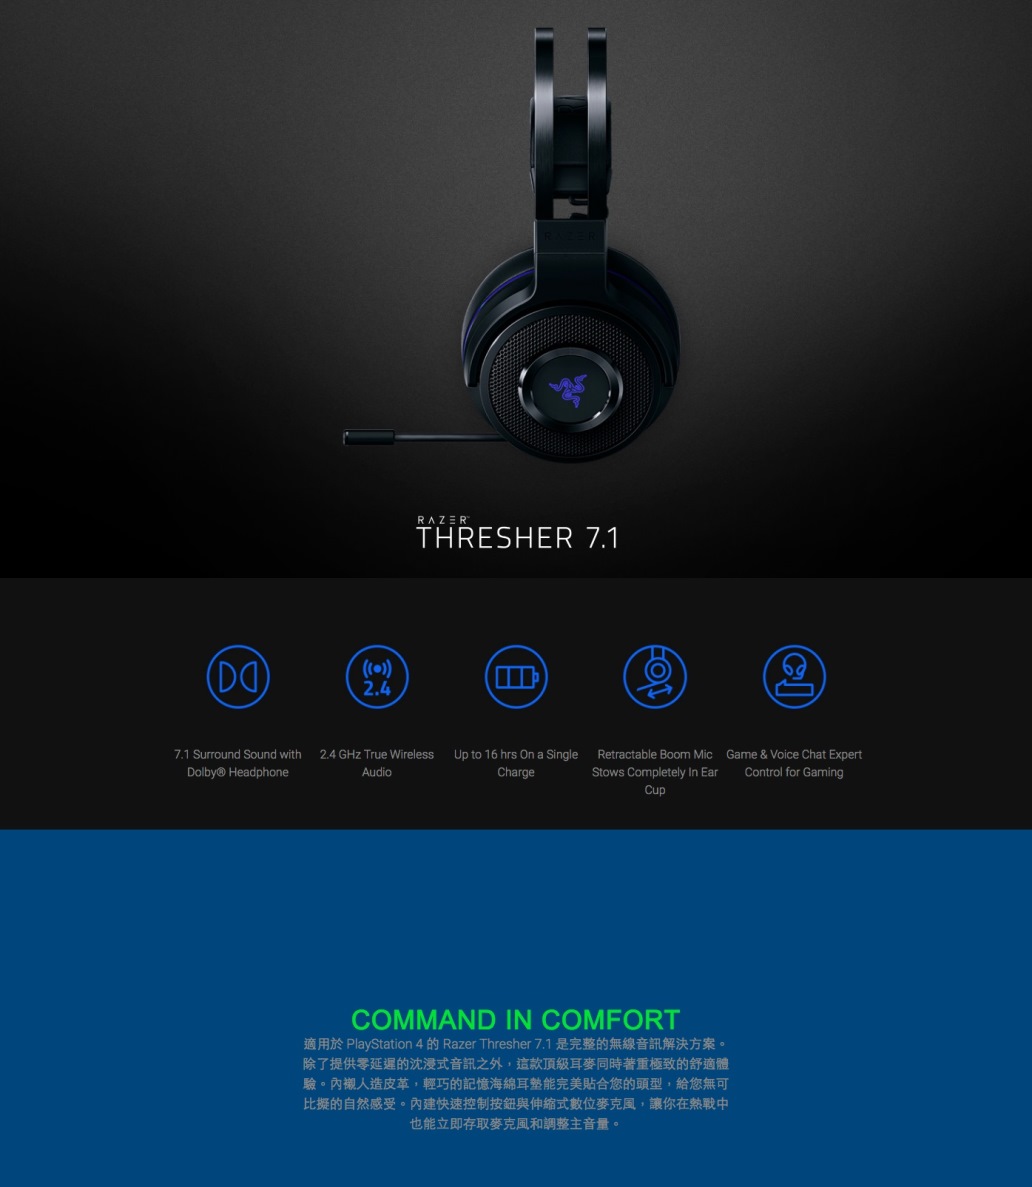 RAZER
RAZER™
THRESHER 7.1
2.4
7.1 Surround Sound with
Dolby® Headphone
2.4 GHz True Wireless
Audio
Up to 16 hrs On a Single
Charge
Retractable Boom Mic
Stows Completely In Ear
Cup
Game & Voice Chat Expert
Control for Gaming
COMMAND IN COMFORT
適用於 PlayStation 4 的 Razer Thresher 7.1 是完整的無線音訊解決方案。
除了提供零延遲的沈浸式音訊之外，這款頂級耳麥同時著重極致的舒適體
驗。內襯人造皮革，輕巧的記憶海綿耳墊能完美貼合您的頭型，給您無可
比擬的自然感受。內建快速控制按鈕與伸縮式數位麥克風，讓你在熱戰中
也能立即存取麥克風和調整主音量。